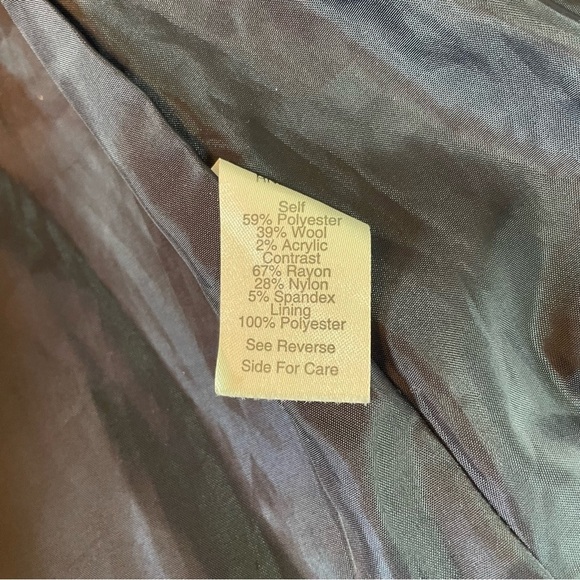 Self
59% Polyester
39% Wool
2% Acrylic
Contrast
67% Rayon
28% Nylon
5% Spandex
Lining
100% Polyester
See Reverse
Side For Care